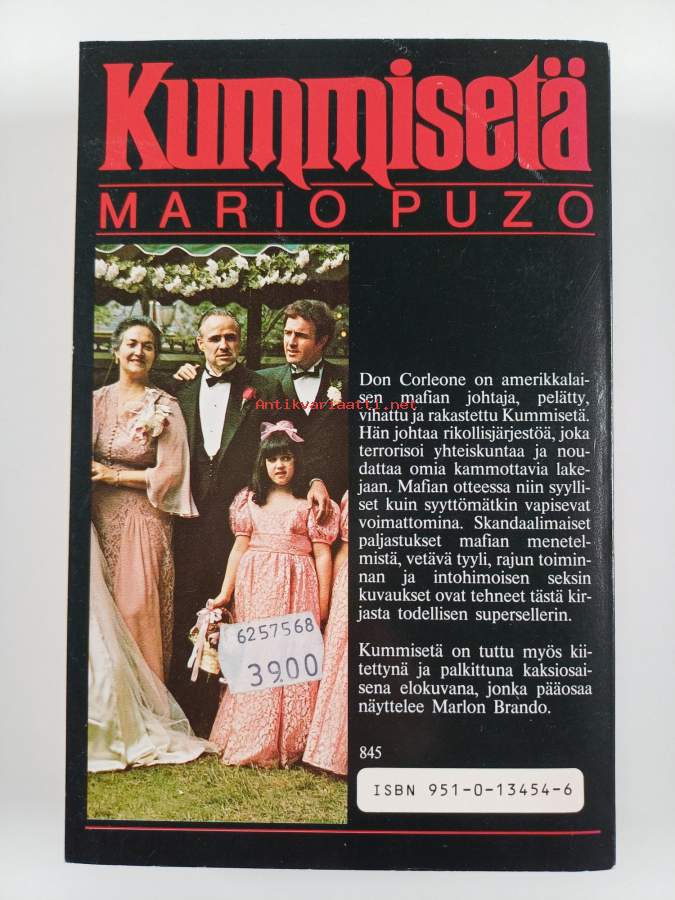 Kummisetä
MARIO PUZO
Don Corleone on amerikkalai-
sen mafian johtaja, pelätty,
vihattu ja rakastettu Kummisetä.
Antikvariaatti.net
Hän johtaa rikollisjärjestöä, joka
terrorisoi yhteiskuntaa ja nou-
dattaa omia kammottavia lake-
jaan. Mafian otteessa niin syylli-
set kuin syyttömätkin vapisevat
voimattomina. Skandaalimaiset
paljastukset mafian menetel-
mistä, vetävä tyyli, rajun toimin-
nan ja intohimoisen seksin
kuvaukset ovat tehneet tästä kir-
jasta todellisen supersellerin.
Kummisetä on tuttu myös kii-
tettynä ja palkittuna kaksiosai-
sena elokuvana, jonka pääosaa
näyttelee Marlon Brando.
6257568
39.00
845
ISBN 951-0-13454-6